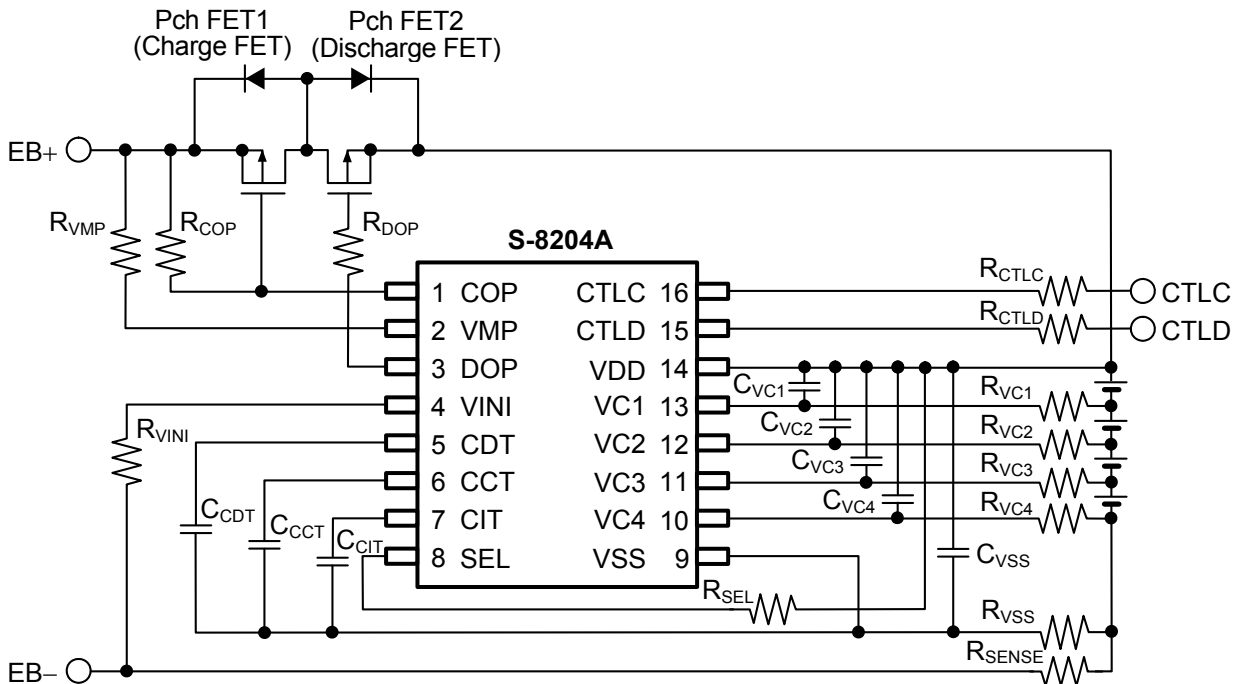 Pch FET1
(Charge FET)
Pch FET2
(Discharge FET)
EB+
RVMP
RCOP
RDOP
S-8204A
1 COP
CTLC 16
RCTLC
CTLC
2 VMP
CTLD 15
RCTLD
CTLD
3 DOP
VDD 14
4 VINI
VC1 13
CVC1
RVC1
RVINI
5 CDT
VC2 12
CVC2
RVC2
6 CCT
VC3 11
CVC3
RVC3
7 CIT
VC4 10
CVC4
RVC4
CCDT
CCCT
CCIT
8 SEL
VSS 9
CVSS
RSEL
RVSS
RSENSE
EB−